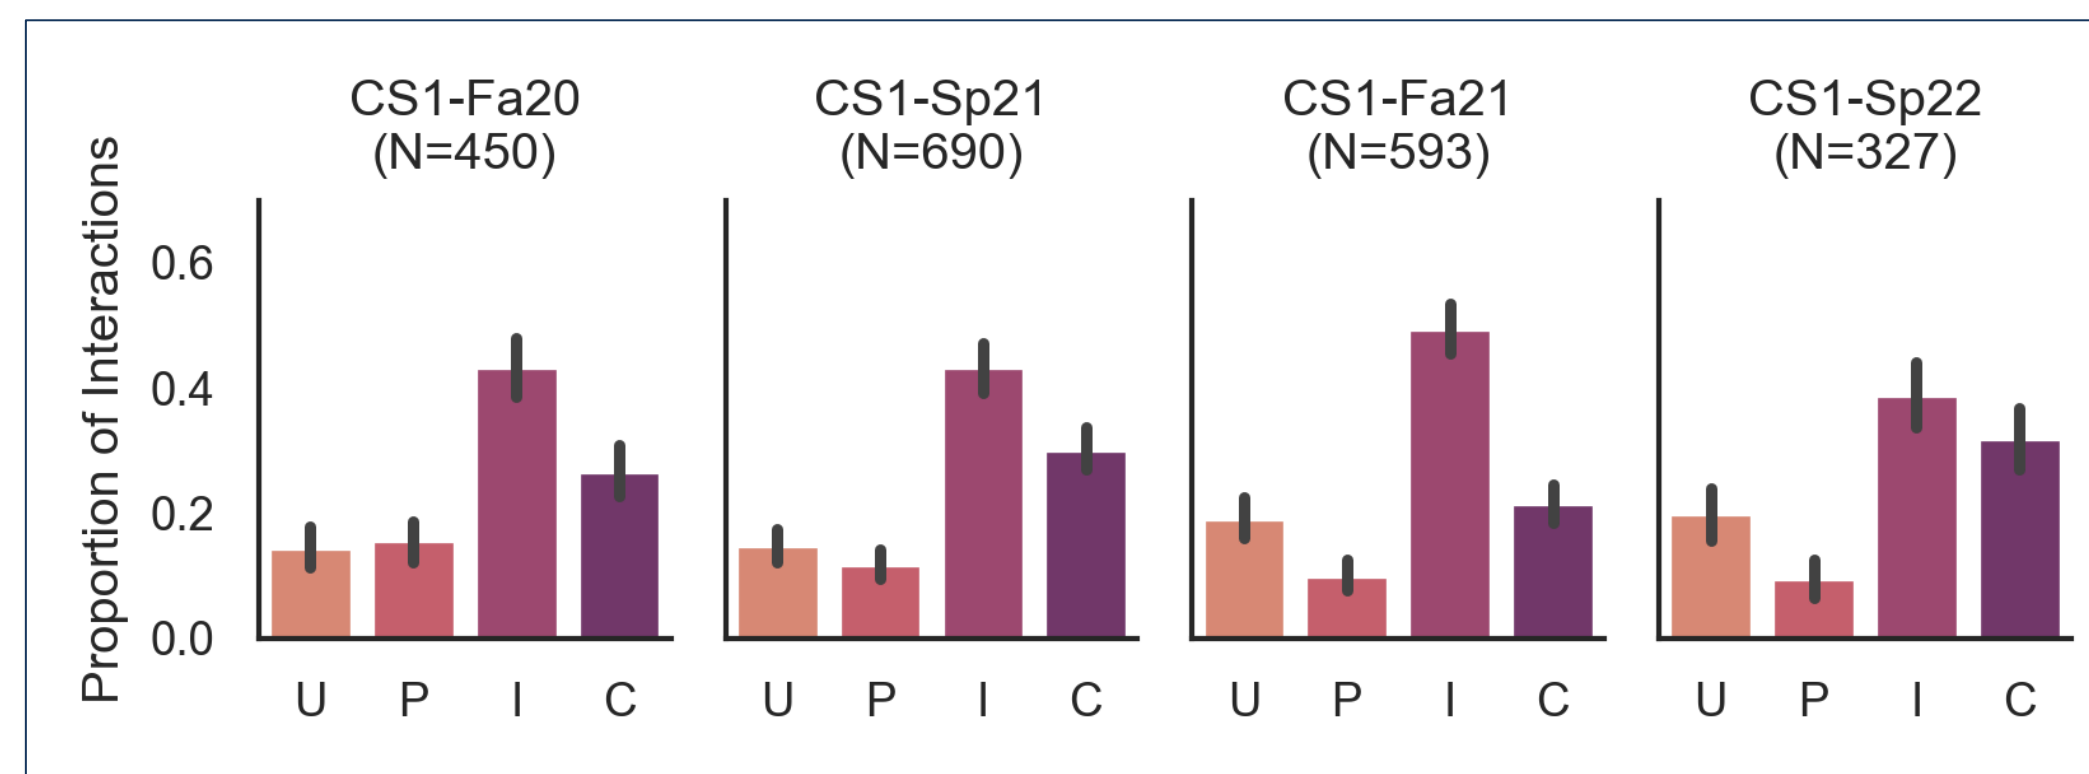 CS1-Fa20
(N=450)
CS1-Sp21
(N=690)
CS1-Fa21
(N=593)
CS1-Sp22
(N=327)
Proportion of Interactions
0.6
0.4
0.2
0.0
U P I C
U P I C
U P I C
U P I C